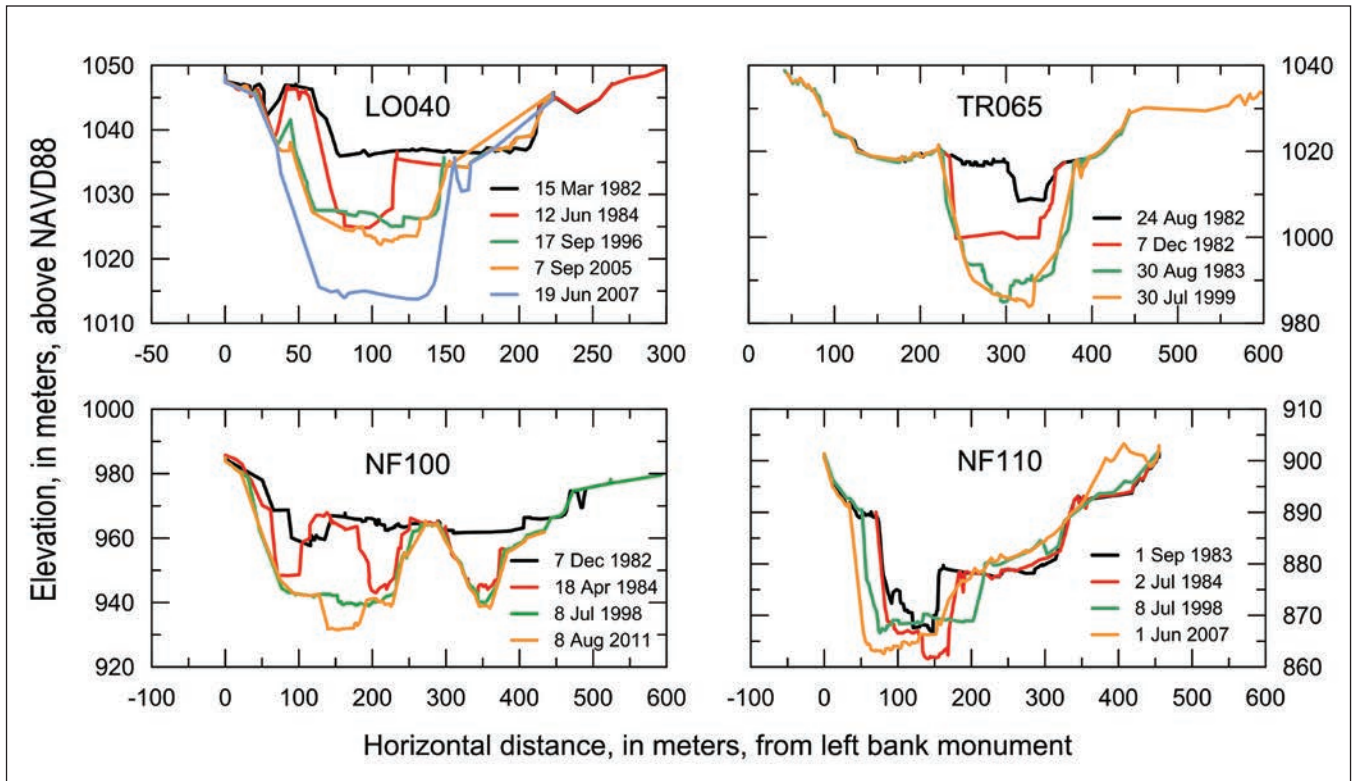 Elevation, in meters, above NAVD88
1050
1040
1030
1020
1010
-50 0 50 100 150 200 250 300
LO040
15 Mar 1982
12 Jun 1984
17 Sep 1996
7 Sep 2005
19 Jun 2007
1040
1020
1000
980
0 100 200 300 400 500 600
TR065
24 Aug 1982
7 Dec 1982
30 Aug 1983
30 Jul 1999
1000
980
960
940
920
-100 0 100 200 300 400 500 600
NF100
7 Dec 1982
18 Apr 1984
8 Jul 1998
8 Aug 2011
910
900
890
880
870
860
-100 0 100 200 300 400 500 600
NF110
1 Sep 1983
2 Jul 1984
8 Jul 1998
1 Jun 2007
Horizontal distance, in meters, from left bank monument